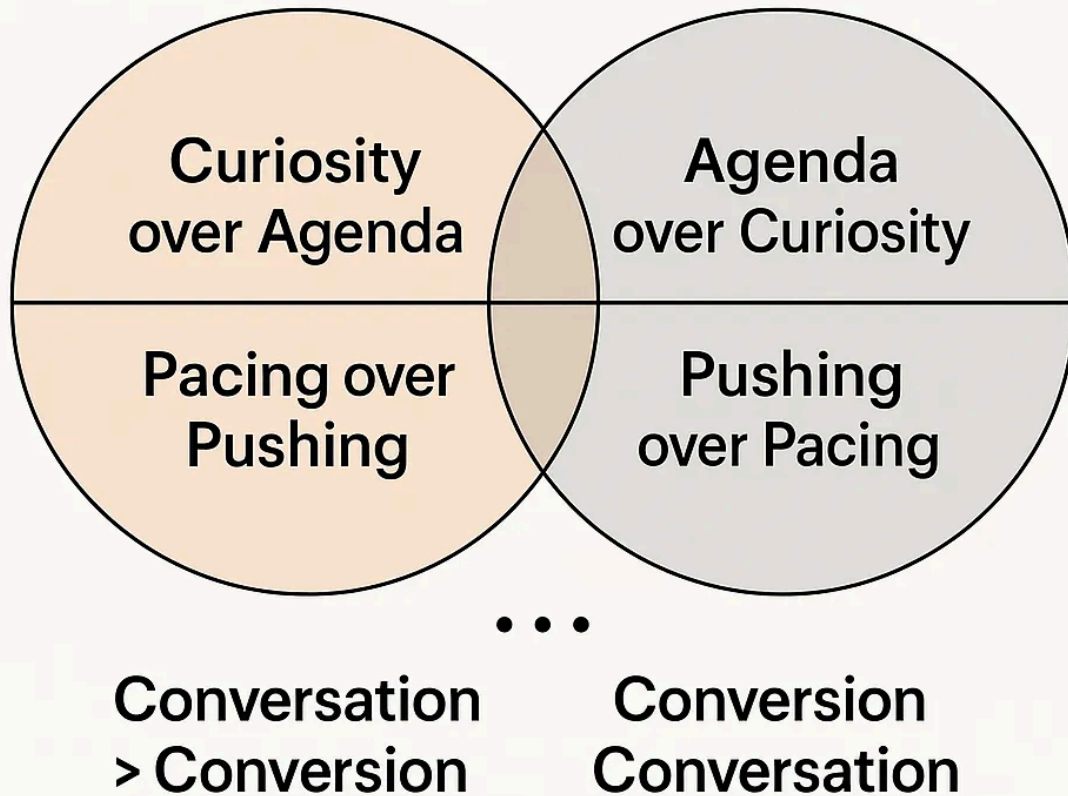 Curiosity
over Agenda
Agenda
over Curiosity
Pacing over
Pushing
Pushing
over Pacing
...
Conversation
> Conversion
Conversion
Conversation